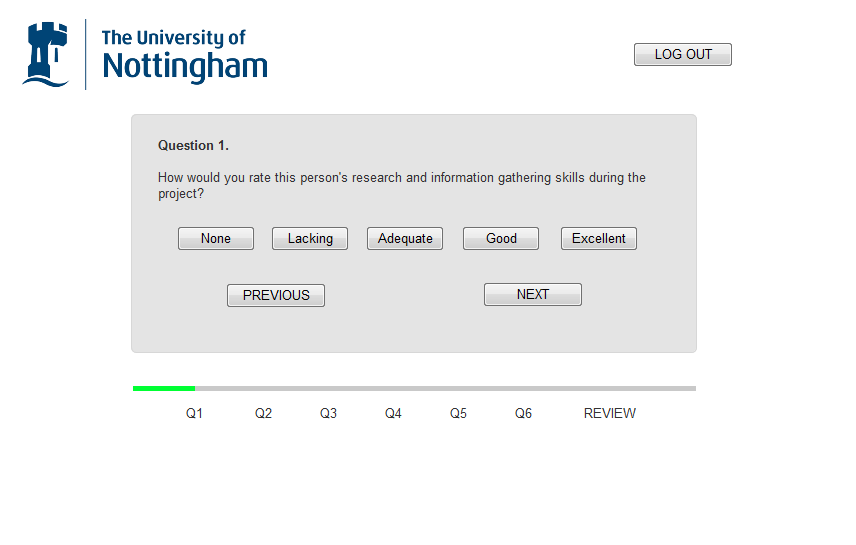 The University of
Nottingham
LOG OUT
Question 1.
How would you rate this person's research and information gathering skills during the
project?
None Lacking Adequate Good Excellent
PREVIOUS NEXT
Q1 Q2 Q3 Q4 Q5 Q6 REVIEW